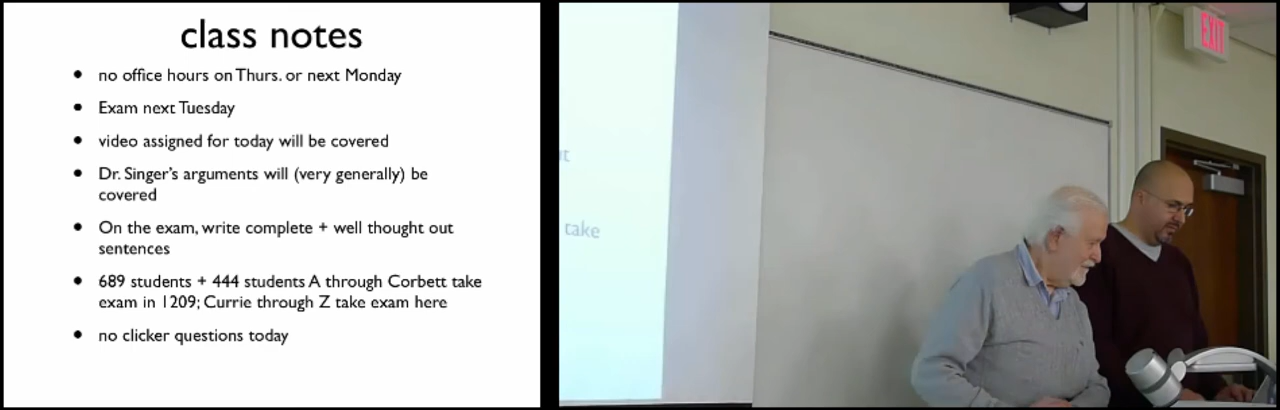 class notes
no office hours on Thurs. or next Monday
Exam next Tuesday
video assigned for today will be covered
Dr. Singer's arguments will (very generally) be
covered
On the exam, write complete + well thought out
sentences
689 students + 444 students A through Corbett take
exam in 1209; Currie through Z take exam here
no clicker questions today
take
EXIT